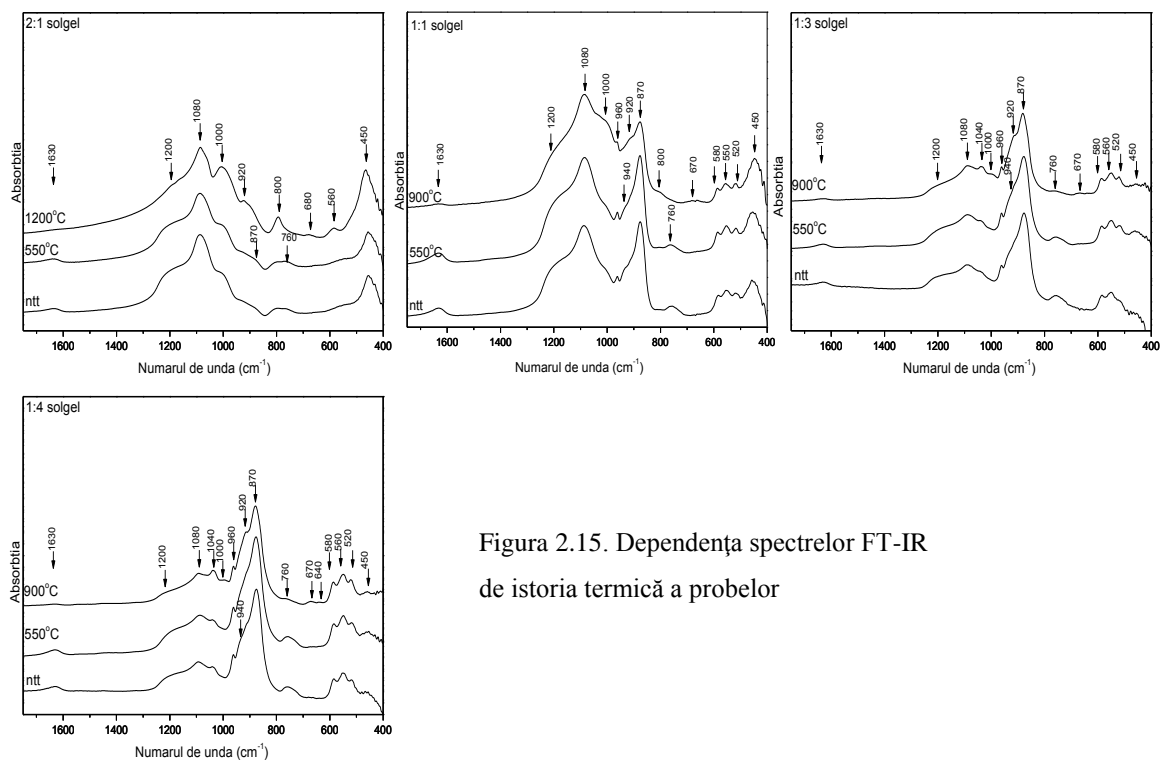 2:1 solgel
1630
1200
1080
1000
920
870
800
760
680
560
450
Absorbtia
1200°C
550°C
ntt
1600 1400 1200 1000 800 600 400
Numarul de unda (cm-1)
1:1 solgel
1630
1200
1080
1000
960
920
940
870
800
760
670
580
550
520
450
Absorbtia
900°C
550°C
ntt
1600 1400 1200 1000 800 600 400
Numarul de unda (cm-1)
1:3 solgel
1630
1200
1080
1040
1000
960
940
920
870
760
670
580
560
520
450
Absorbtia
900°C
550°C
ntt
1600 1400 1200 1000 800 600 400
Numarul de unda (cm-1)
1:4 solgel
1630
1200
1080
1040
1000
960
920
940
870
760
670
640
580
560
520
450
Absorbtia
900°C
550°C
ntt
1600 1400 1200 1000 800 600 400
Numarul de unda (cm-1)
Figura 2.15. Dependenţa spectrelor FT-IR
de istoria termică a probelor